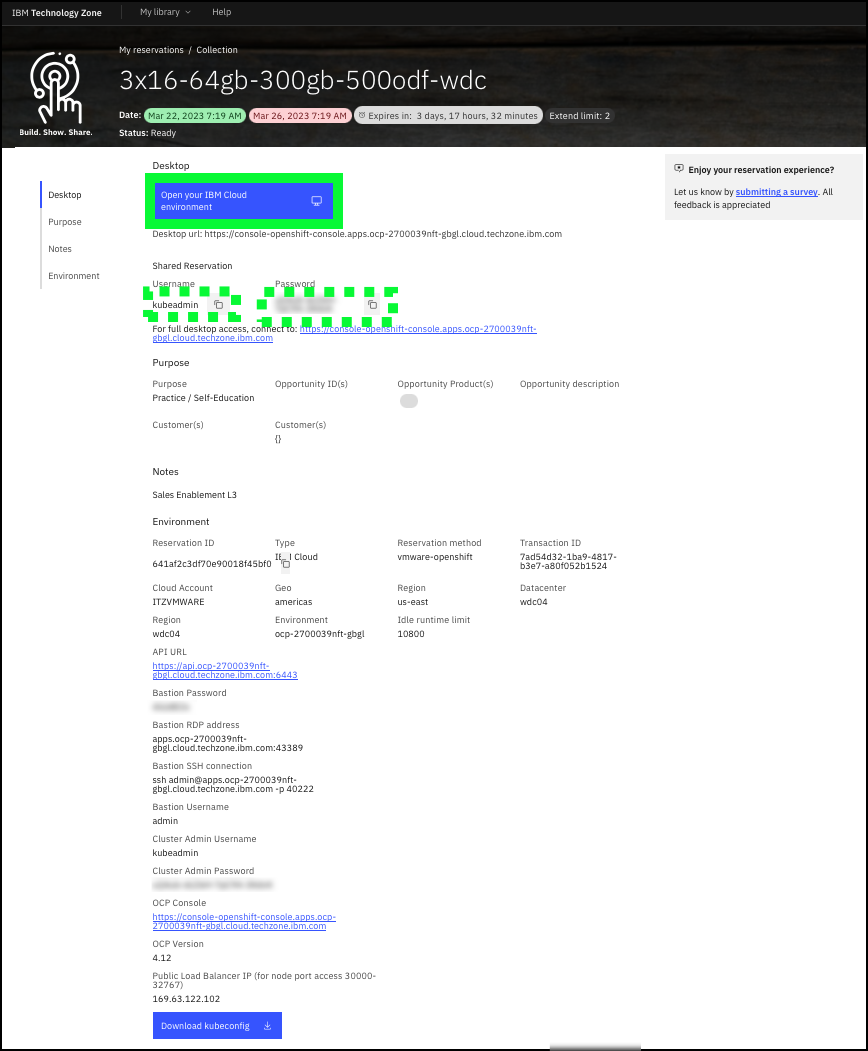 IBM Technology Zone My library Help
My reservations / Collection
3x16-64gb-300gb-500odf-wdc
Date: Mar 22, 2023 7:19 AM Mar 26, 2023 7:19 AM Expires in: 3 days, 17 hours, 32 minutes Extend limit: 2
Build. Show. Share.
Status: Ready
Desktop
Purpose
Notes
Environment
Desktop
Open your IBM Cloud
environment
Desktop url: https://console-openshift-console.apps.ocp-2700039nft-gbgl.cloud.techzone.ibm.com
Enjoy your reservation experience?
Let us know by submitting a survey. All
feedback is appreciated
Shared Reservation
Username Password
kubeadmin
For full desktop access, connect to: https://console-openshift-console.apps.ocp-2700039nft-
gbgl.cloud.techzone.ibm.com
Purpose
Purpose Opportunity ID(s) Opportunity Product(s) Opportunity description
Practice / Self-Education
Customer(s) Customer(s)
{}
Notes
Sales Enablement L3
Environment
Reservation ID Type Reservation method Transaction ID
641af2c3df70e90018f45bf0 Cloud vmware-openshift 7ad54d32-1ba9-4817-
b3e7-a80f052b1524
Cloud Account Geo Region Datacenter
ITZVMWARE americas us-east wdc04
Region Environment Idle runtime limit
wdc04 ocp-2700039nft-gbgl 10800
API URL
https://api.ocp-2700039nft-
gbgl.cloud.techzone.ibm.com:6443
Bastion Password
Bastion RDP address
apps.ocp-2700039nft-
gbgl.cloud.techzone.ibm.com:43389
Bastion SSH connection
ssh admin@apps.ocp-2700039nft-
gbgl.cloud.techzone.ibm.com -p 40222
Bastion Username
admin
Cluster Admin Username
kubeadmin
Cluster Admin Password
OCP Console
https://console-openshift-console.apps.ocp-
2700039nft-gbgl.cloud.techzone.ibm.com
OCP Version
4.12
Public Load Balancer IP (for node port access 30000-
32767)
169.63.122.102
Download kubeconfig